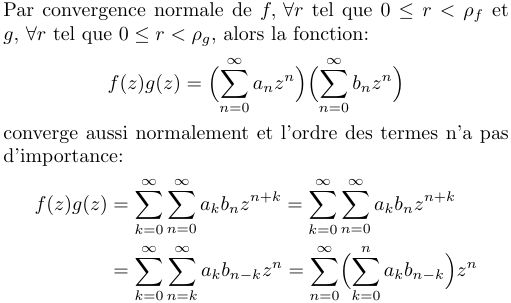 Par convergence normale de f, ∀r tel que 0 ≤ r < ρ_f et
g, ∀r tel que 0 ≤ r < ρ_g, alors la fonction:
f(z)g(z) = (∑_{n=0}^{∞} a_n z^n)(∑_{n=0}^{∞} b_n z^n)
converge aussi normalement et l'ordre des termes n'a pas
d'importance:
f(z)g(z) = ∑_{k=0}^{∞} ∑_{n=0}^{∞} a_k b_n z^{n+k} = ∑_{k=0}^{∞} ∑_{n=0}^{∞} a_k b_n z^{n+k}
= ∑_{k=0}^{∞} ∑_{n=k}^{∞} a_k b_{n−k} z^n = ∑_{n=0}^{∞} (∑_{k=0}^{n} a_k b_{n−k}) z^n